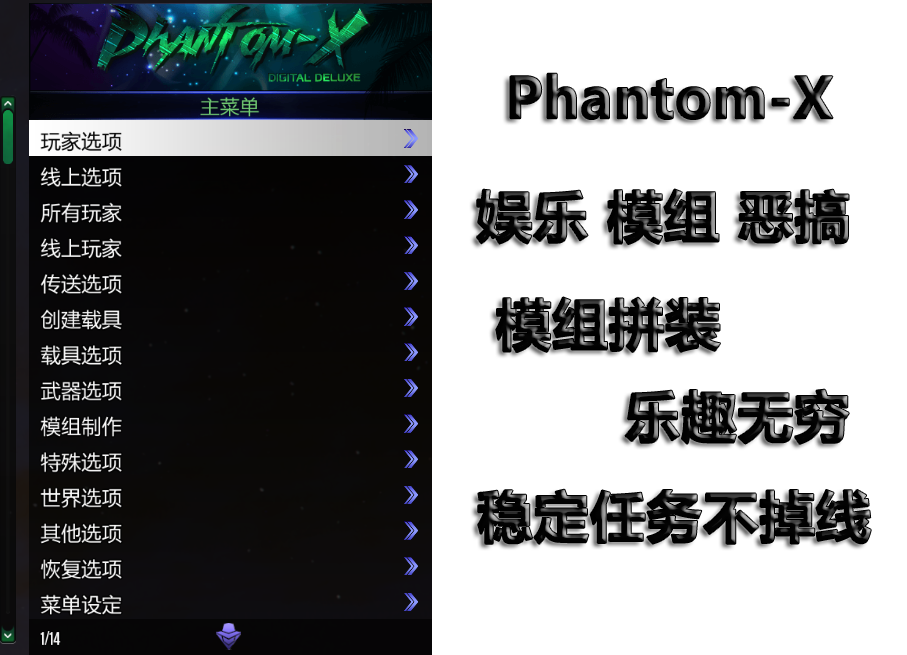 PHANTOM-X
DIGITAL DELUXE
主菜单
玩家选项
线上选项
所有玩家
线上玩家
传送选项
创建载具
载具选项
武器选项
模组制作
特殊选项
世界选项
其他选项
恢复选项
菜单设定
1/14
Phantom-X
娱乐 模组 恶搞
模组拼装
乐趣无穷
稳定任务不掉线